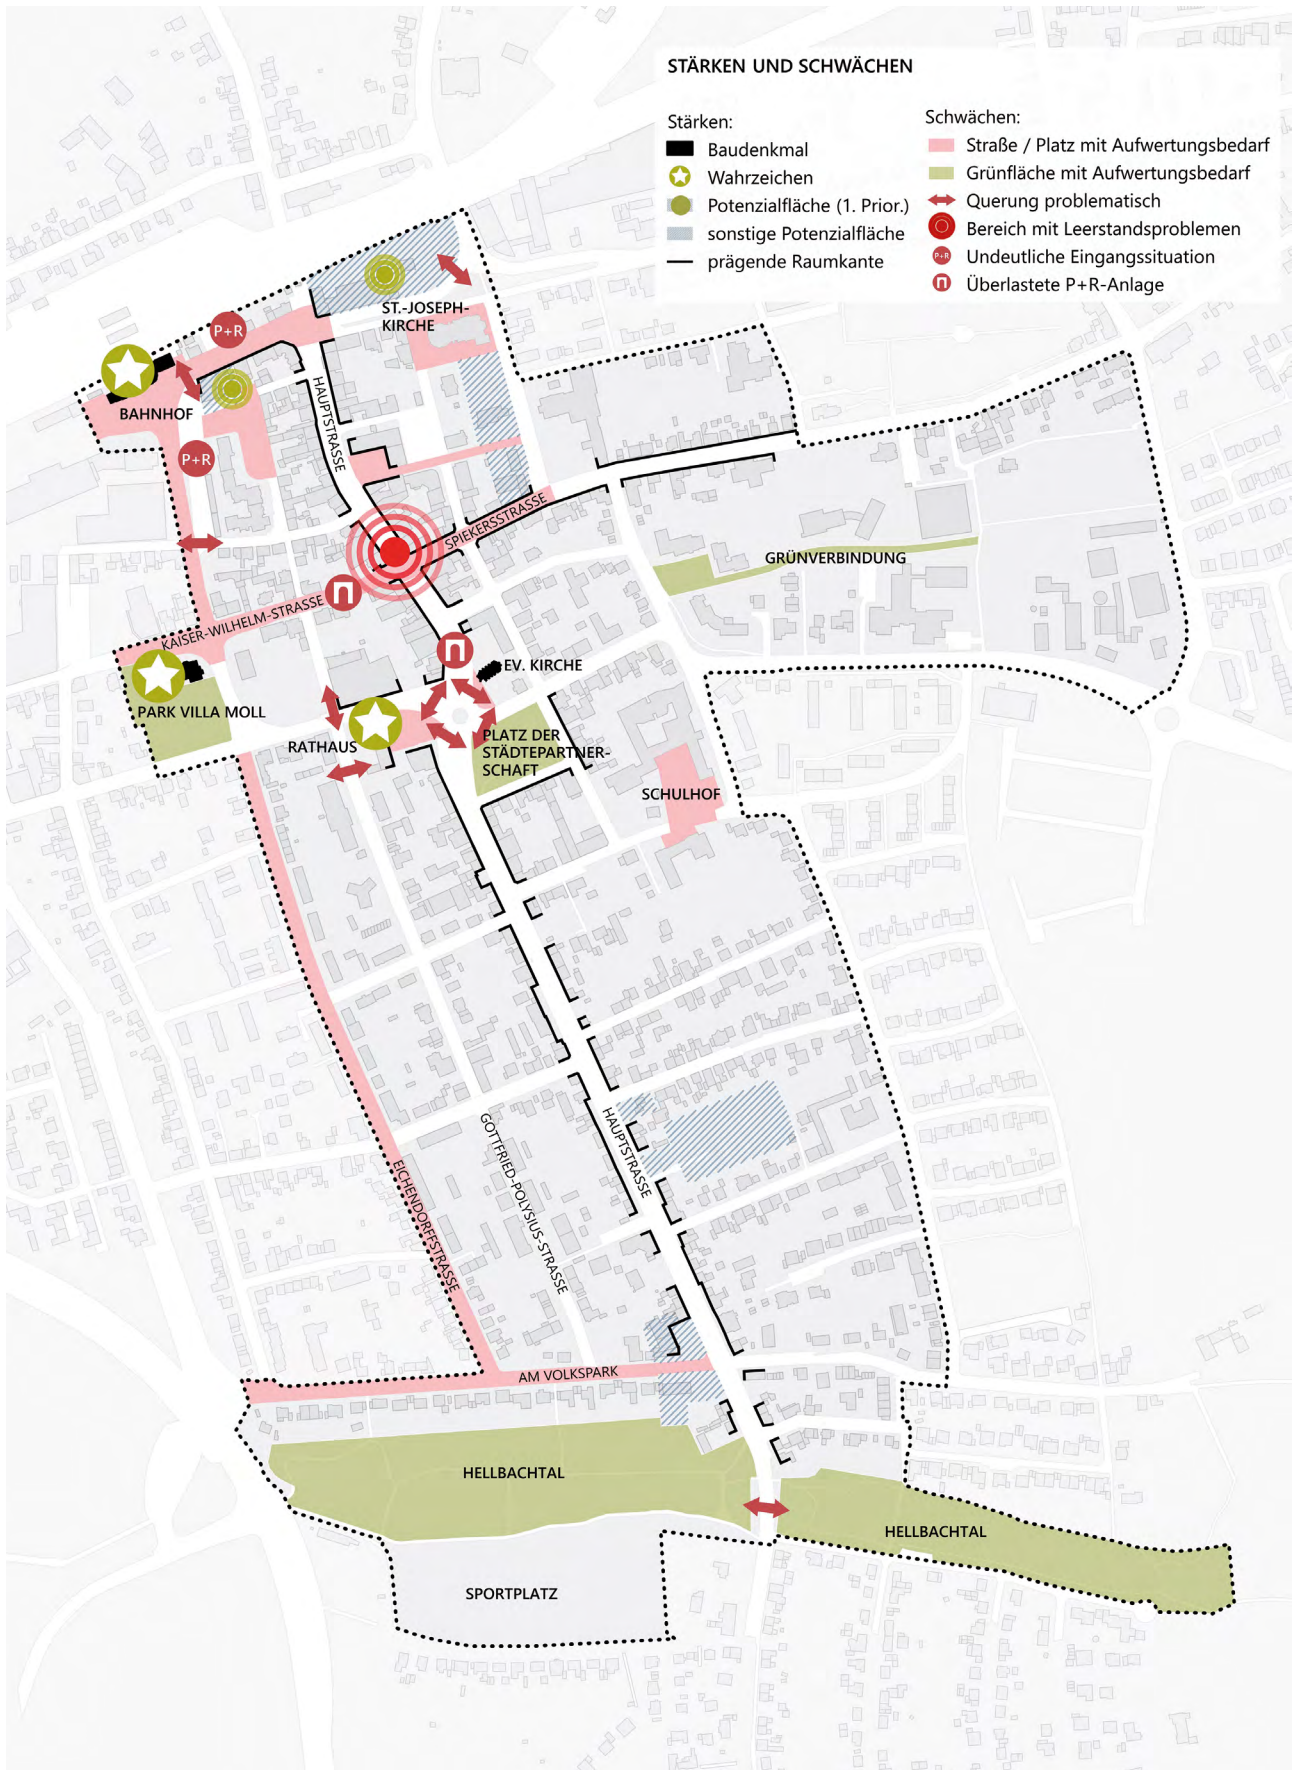 STÄRKEN UND SCHWÄCHEN
Stärken:
Baudenkmal
Wahrzeichen
Potenzialfläche (1. Prior.)
sonstige Potenzialfläche
prägende Raumkante
Schwächen:
Straße / Platz mit Aufwertungsbedarf
Grünfläche mit Aufwertungsbedarf
Querung problematisch
Bereich mit Leerstandsproblemen
P+R
Undeutliche Eingangssituation
Überlastete P+R-Anlage
ST.-JOSEPH-
KIRCHE
P+R
BAHNHOF
HAUPTSTRASSE
P+R
SPIEKERSSTRASSE
GRÜNVERBINDUNG
KAISER-WILHELM-STRASSE
EV. KIRCHE
PARK VILLA MOLL
RATHAUS
PLATZ DER
STÄDTEPARTNER-
SCHAFT
SCHULHOF
HAUPTSTRASSE
GOTTFRIED-POLYSIUS-STRASSE
EICHENDORFFSTRASSE
AM VOLKSPARK
HELLBACHTAL
HELLBACHTAL
SPORTPLATZ